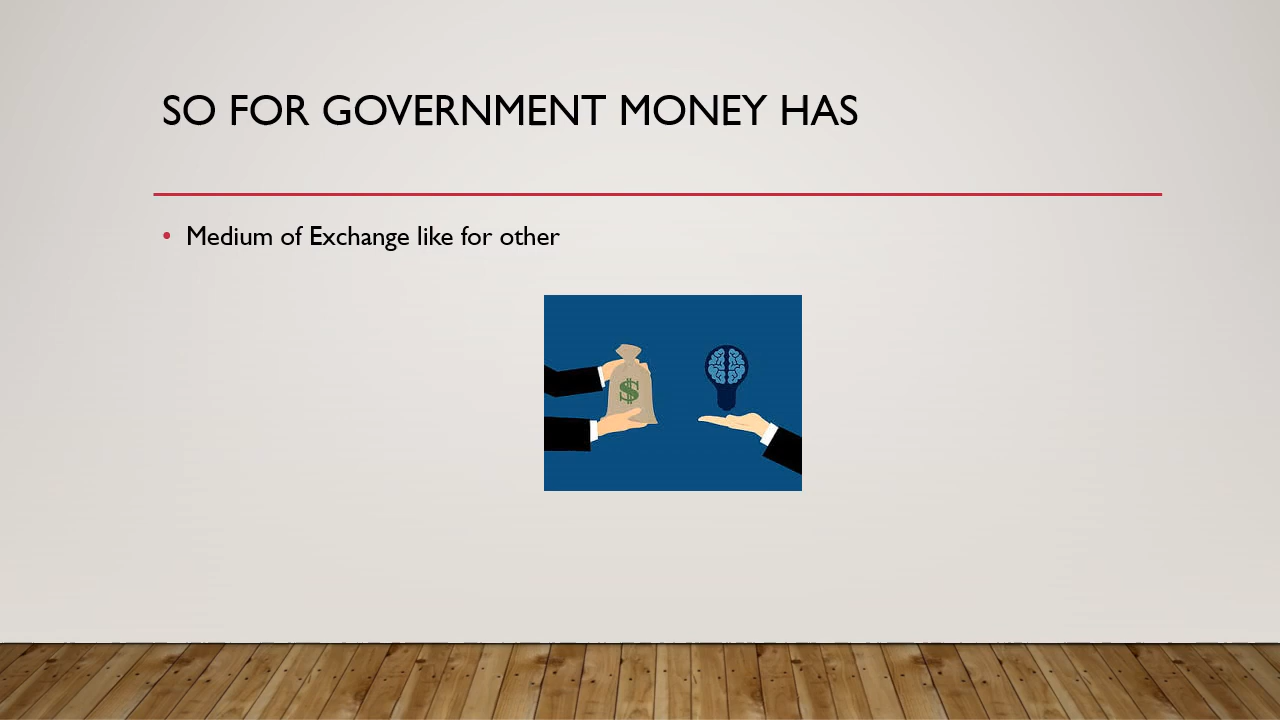 SO FOR GOVERNMENT MONEY HAS
• Medium of Exchange like for other
$